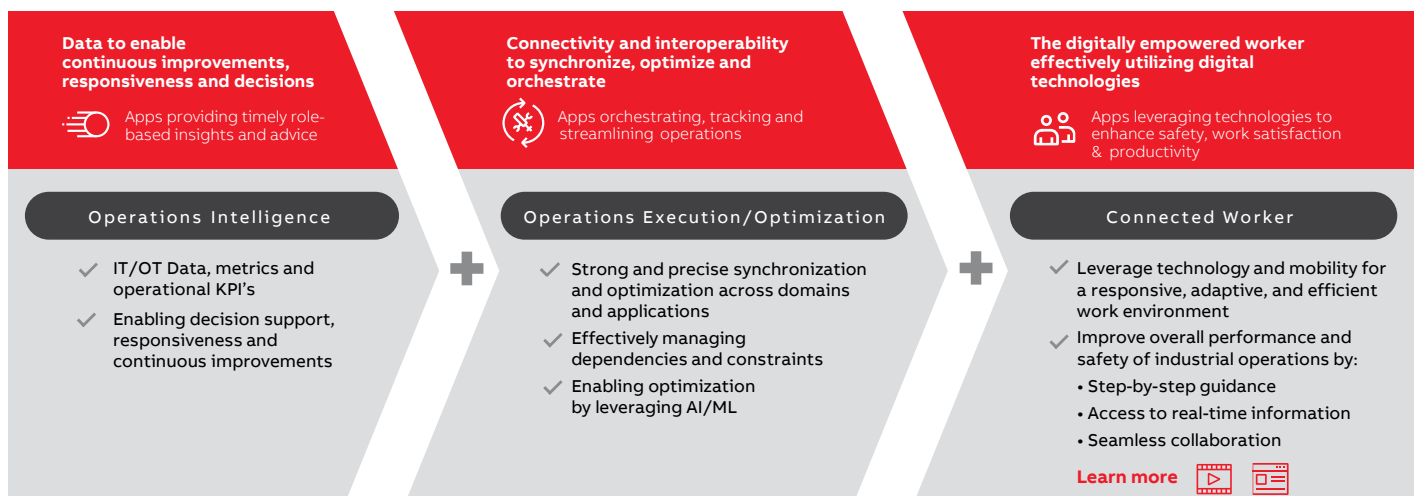 Data to enable
continuous improvements,
responsiveness and decisions
Apps providing timely role-
based insights and advice
Operations Intelligence
IT/OT Data, metrics and
operational KPI's
Enabling decision support,
responsiveness and
continuous improvements
Connectivity and interoperability
to synchronize, optimize and
orchestrate
Apps orchestrating, tracking and
streamlining operations
Operations Execution/Optimization
Strong and precise synchronization
and optimization across domains
and applications
Effectively managing
dependencies and constraints
Enabling optimization
by leveraging AI/ML
The digitally empowered worker
effectively utilizing digital
technologies
Apps leveraging technologies to
enhance safety, work satisfaction
& productivity
Connected Worker
Leverage technology and mobility for
a responsive, adaptive, and efficient
work environment
Improve overall performance and
safety of industrial operations by:
• Step-by-step guidance
• Access to real-time information
• Seamless collaboration
Learn more